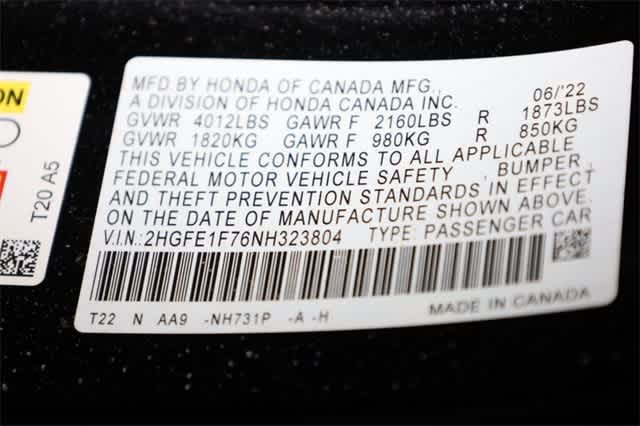 MFD.BY HONDA OF CANADA MFG.,
A DIVISION OF HONDA CANADA INC. 06/'22
GVWR 4012LBS GAWR F 2160LBS R 1873LBS
GVWR 1820KG GAWR F 980KG R 850KG
THIS VEHICLE CONFORMS TO ALL APPLICABLE
FEDERAL MOTOR VEHICLE SAFETY , BUMPER ,
AND THEFT PREVENTION STANDARDS IN EFFECT
ON THE DATE OF MANUFACTURE SHOWN ABOVE.
V.I.N.:2HGFE1F76NH323804 TYPE: PASSENGER CAR
T22 N AA9 -NH731P -A -H MADE IN CANADA
ON
T20 A5